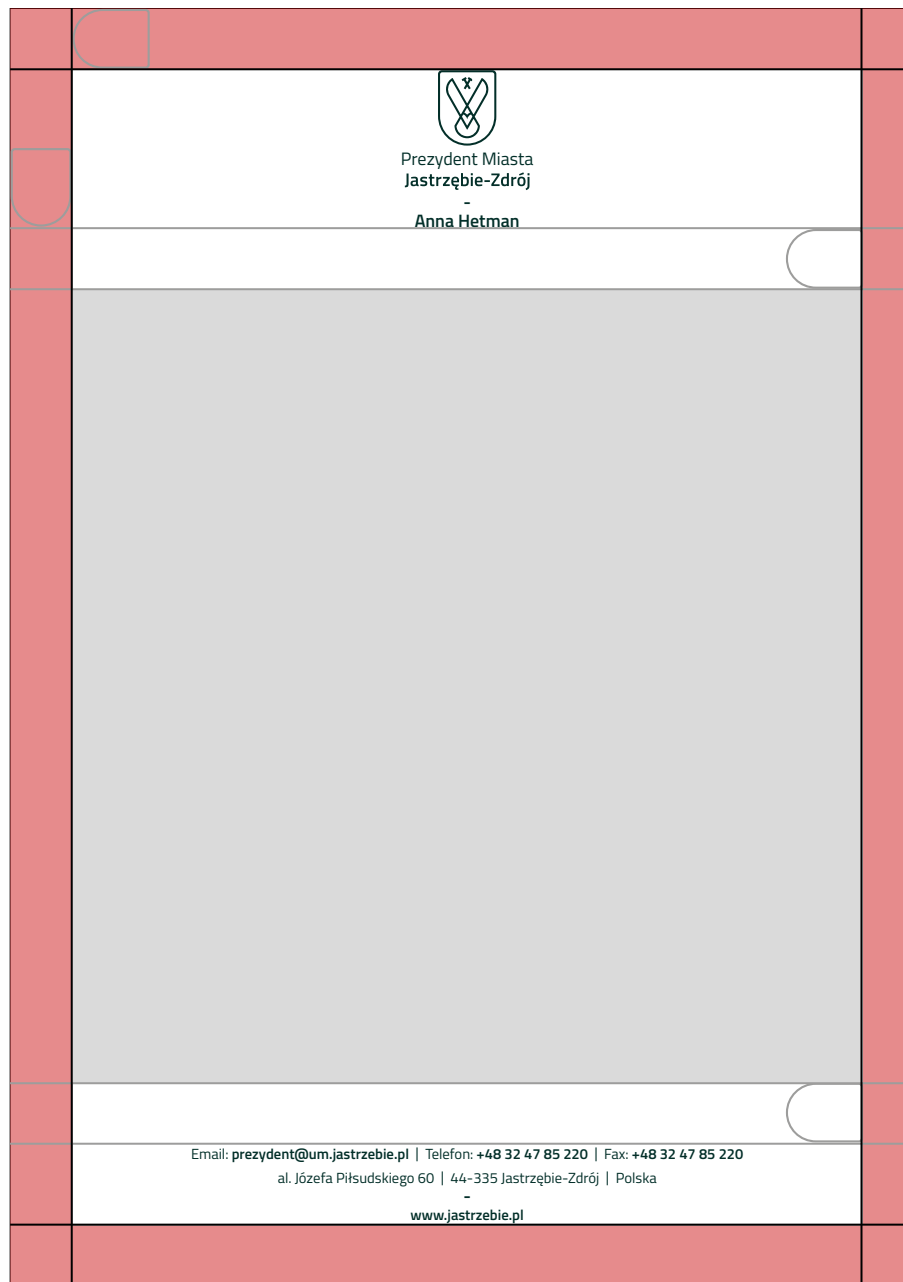 Prezydent Miasta
Jastrzębie-Zdrój
-
Anna Hetman
Email: prezydent@um.jastrzebie.pl | Telefon: +48 32 47 85 220 | Fax: +48 32 47 85 220
al. Józefa Piłsudskiego 60 | 44-335 Jastrzębie-Zdrój | Polska
-
www.jastrzebie.pl